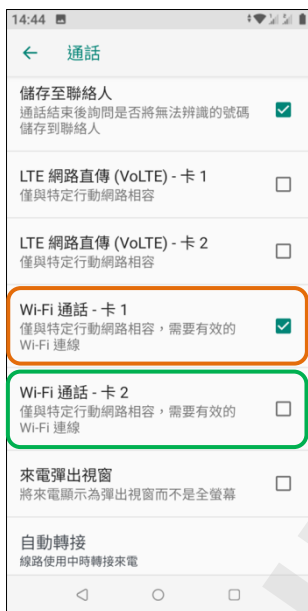 14:44
通話
儲存至聯絡人
通話結束後詢問是否將無法辨識的號碼
儲存到聯絡人
LTE 網路直傳 (VoLTE) - 卡 1
僅與特定行動網路相容
LTE 網路直傳 (VoLTE) - 卡 2
僅與特定行動網路相容
Wi-Fi 通話 - 卡 1
僅與特定行動網路相容，需要有效的
Wi-Fi 連線
Wi-Fi 通話 - 卡 2
僅與特定行動網路相容，需要有效的
Wi-Fi 連線
來電彈出視窗
將來電顯示為彈出視窗而不是全螢幕
自動轉接
線路使用中時轉接來電